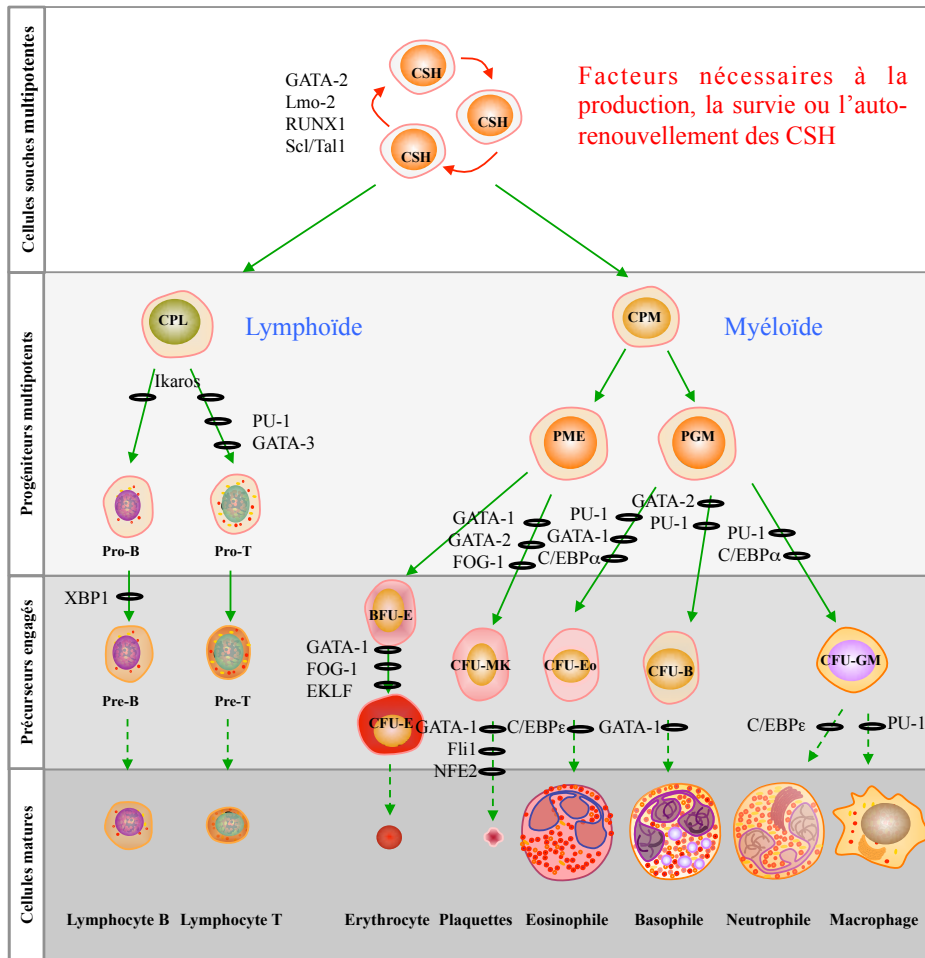 Cellules souches multipotentes
CSH
CSH
CSH
GATA-2
Lmo-2
RUNX1
Scl/Tal1
Facteurs nécessaires à la
production, la survie ou l’auto-
renouvellement des CSH
Progéniteurs multipotents
CPL
Lymphoïde
CPM
Myéloïde
Ikaros
PU-1
GATA-3
PME
PGM
Pro-B
Pro-T
GATA-1
GATA-2
FOG-1
PU-1
GATA-1
C/EBPα
GATA-2
PU-1
PU-1
C/EBPα
Précurseurs engagés
XBP1
Pre-B
Pre-T
BFU-E
GATA-1
FOG-1
EKLF
CFU-E
CFU-MK
CFU-Eo
CFU-B
CFU-GM
GATA-1
Fli1
NFE2
C/EBPε
GATA-1
C/EBPε
PU-1
Cellules matures
Lymphocyte B
Lymphocyte T
Erythrocyte
Plaquettes
Eosinophile
Basophile
Neutrophile
Macrophage